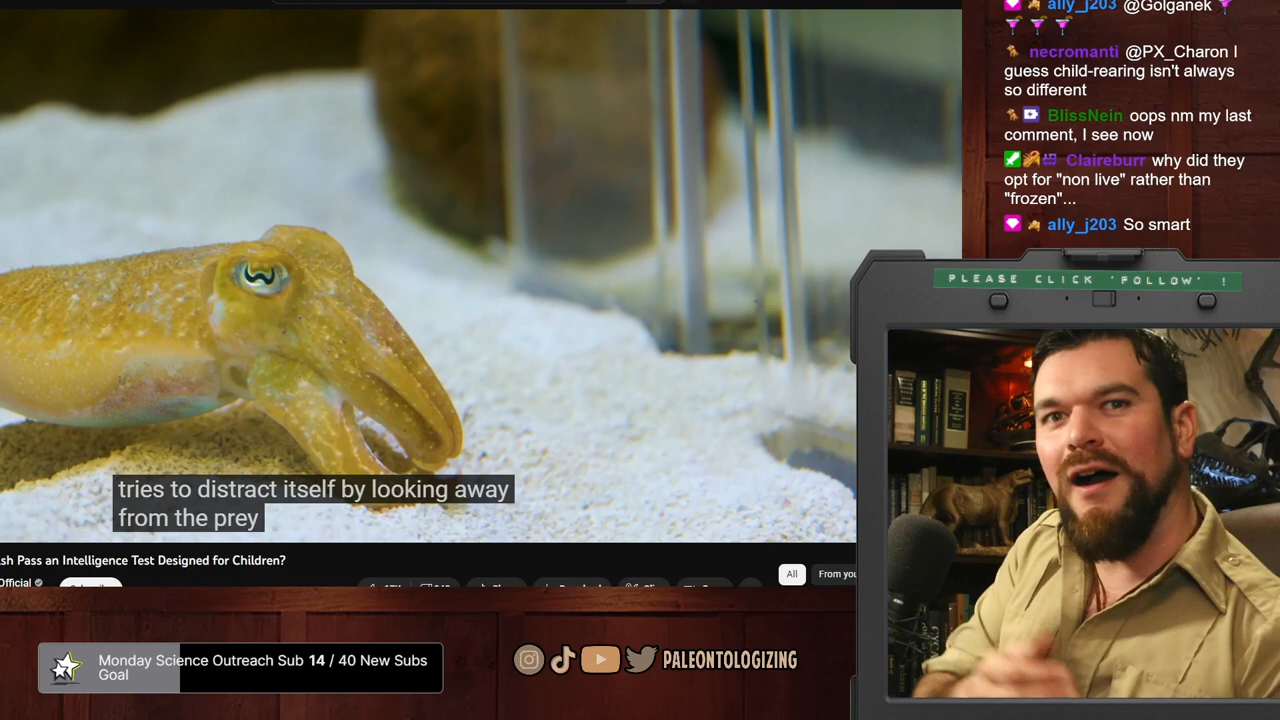 ally_j203 @Golganek
necromanti @PX_Charon I
guess child-rearing isn't always
so different
BlissNein oops nm my last
comment, I see now
Claireburr why did they
opt for "non live" rather than
"frozen"...
ally_j203 So smart
PLEASE CLICK 'FOLLOW' !
tries to distract itself by looking away
from the prey
sh Pass an Intelligence Test Designed for Children?
Official
All
From you
Monday Science Outreach Sub 14 / 40 New Subs
Goal
PALEONTOLOGIZING